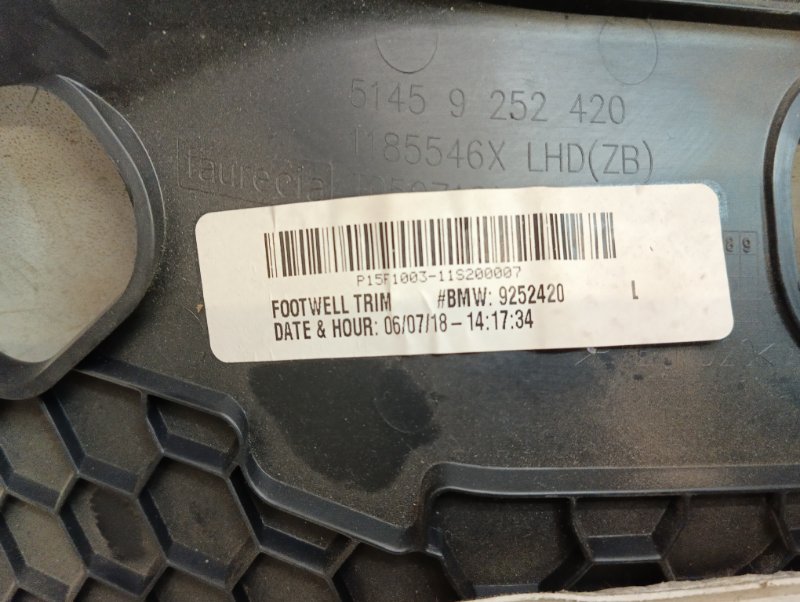 5145 9 252 420
1185546X LHD(ZB)
faurecia
P15F1003-11S200007
FOOTWELL TRIM #BMW: 9252420 L
DATE & HOUR: 06/07/18 – 14:17:34